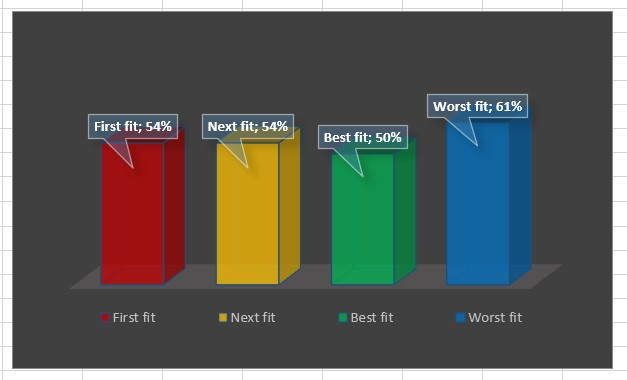 First fit; 54%
Next fit; 54%
Best fit; 50%
Worst fit; 61%
First fit
Next fit
Best fit
Worst fit